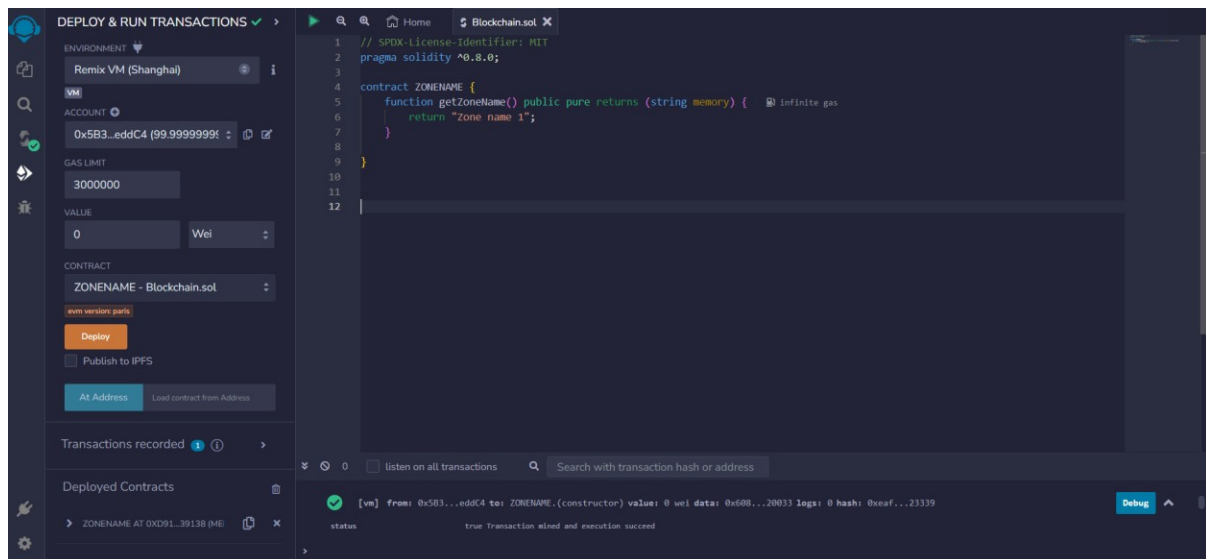 DEPLOY & RUN TRANSACTIONS
ENVIRONMENT
Remix VM (Shanghai)
VM
ACCOUNT
0x5B3...eddC4 (99.99999999
GAS LIMIT
3000000
VALUE
0 Wei
CONTRACT
ZONENAME - Blockchain.sol
evm version: paris
Deploy
Publish to IPFS
At Address Load contract from Address
Transactions recorded 1
Deployed Contracts
ZONENAME AT 0XD91...39138 (ME
Home Blockchain.sol
1 // SPDX-License-Identifier: MIT
2 pragma solidity ^0.8.0;
3
4 contract ZONENAME {
5 function getZoneName() public pure returns (string memory) { infinite gas
6 return "Zone name 1";
7 }
8
9 }
10
11
12
0 listen on all transactions Search with transaction hash or address
[vm] from: 0x5B3...eddC4 to: ZONENAME.(constructor) value: 0 wei data: 0x608...20033 logs: 0 hash: 0xeaf...23339 Debug
status true Transaction mined and execution succeed
>